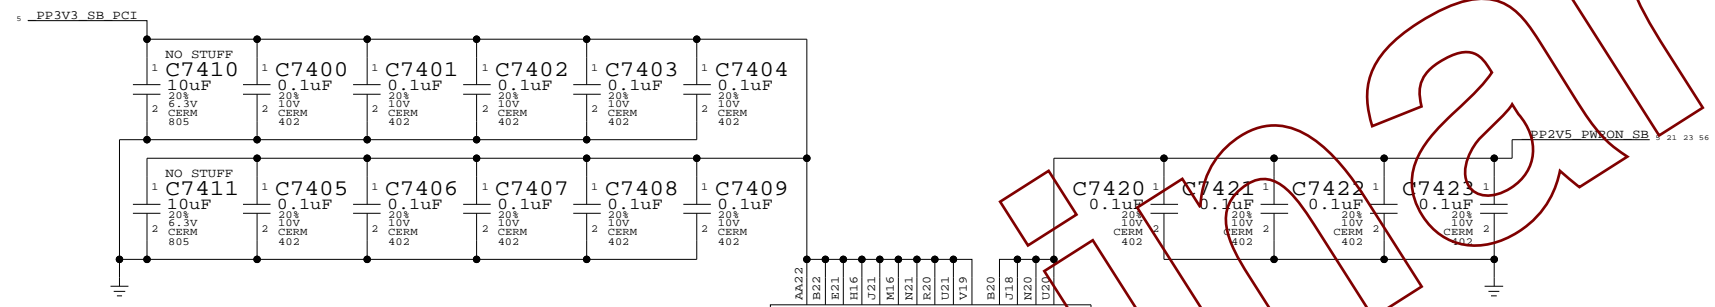 5 PP3V3_SB_PCI
NO STUFF
1 C7410 10uF 20% 6.3V CERM 805 2
1 C7400 0.1uF 20% 10V CERM 402 2
1 C7401 0.1uF 20% 10V CERM 402 2
1 C7402 0.1uF 20% 10V CERM 402 2
1 C7403 0.1uF 20% 10V CERM 402 2
1 C7404 0.1uF 20% 10V CERM 402 2
PP2V5_PWRON_SB 5 21 23 56
NO STUFF
1 C7411 10uF 20% 6.3V CERM 805 2
1 C7405 0.1uF 20% 10V CERM 402 2
1 C7406 0.1uF 20% 10V CERM 402 2
1 C7407 0.1uF 20% 10V CERM 402 2
1 C7408 0.1uF 20% 10V CERM 402 2
1 C7409 0.1uF 20% 10V CERM 402 2
C7420 1 0.1uF 20% 10V CERM 402 2
C7421 1 0.1uF 20% 10V CERM 402 2
C7422 1 0.1uF 20% 10V CERM 402 2
C7423 1 0.1uF 20% 10V CERM 402 2
AA22
B22
E21
H16
J21
M16
N21
R20
U21
V19
B20
J18
N20
U20
ina